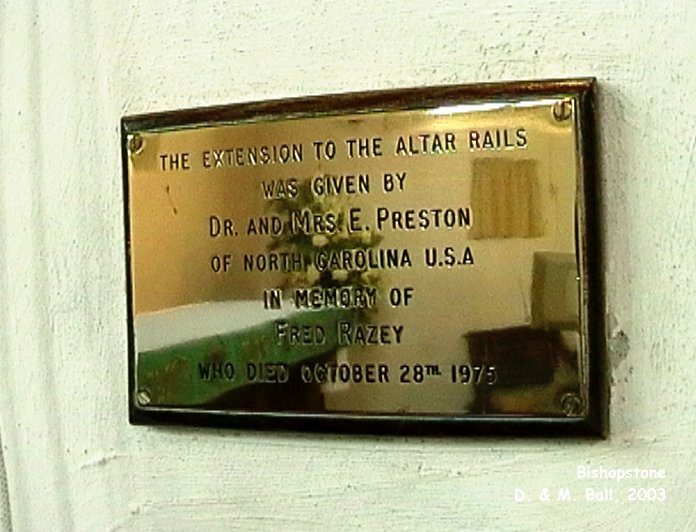 THE EXTENSION TO THE ALTAR RAILS
WAS GIVEN BY
DR. AND MRS. E. PRESTON
OF NORTH CAROLINA U.S.A
IN MEMORY OF
FRED RAZEY
WHO DIED OCTOBER 28TH. 1975
Bishopstone
D. & M. Ball, 2003